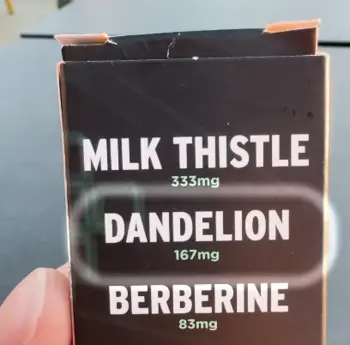 MILK THISTLE
333mg
DANDELION
167mg
BERBERINE
83mg